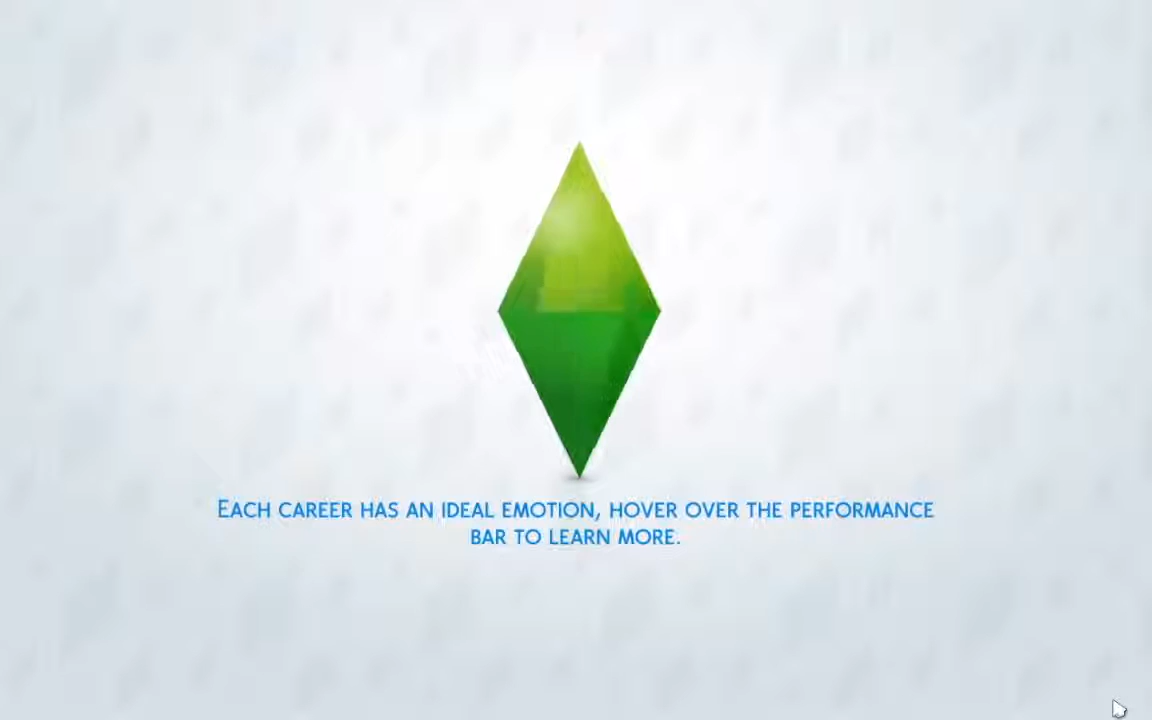 Each career has an ideal emotion, hover over the performance
bar to learn more.